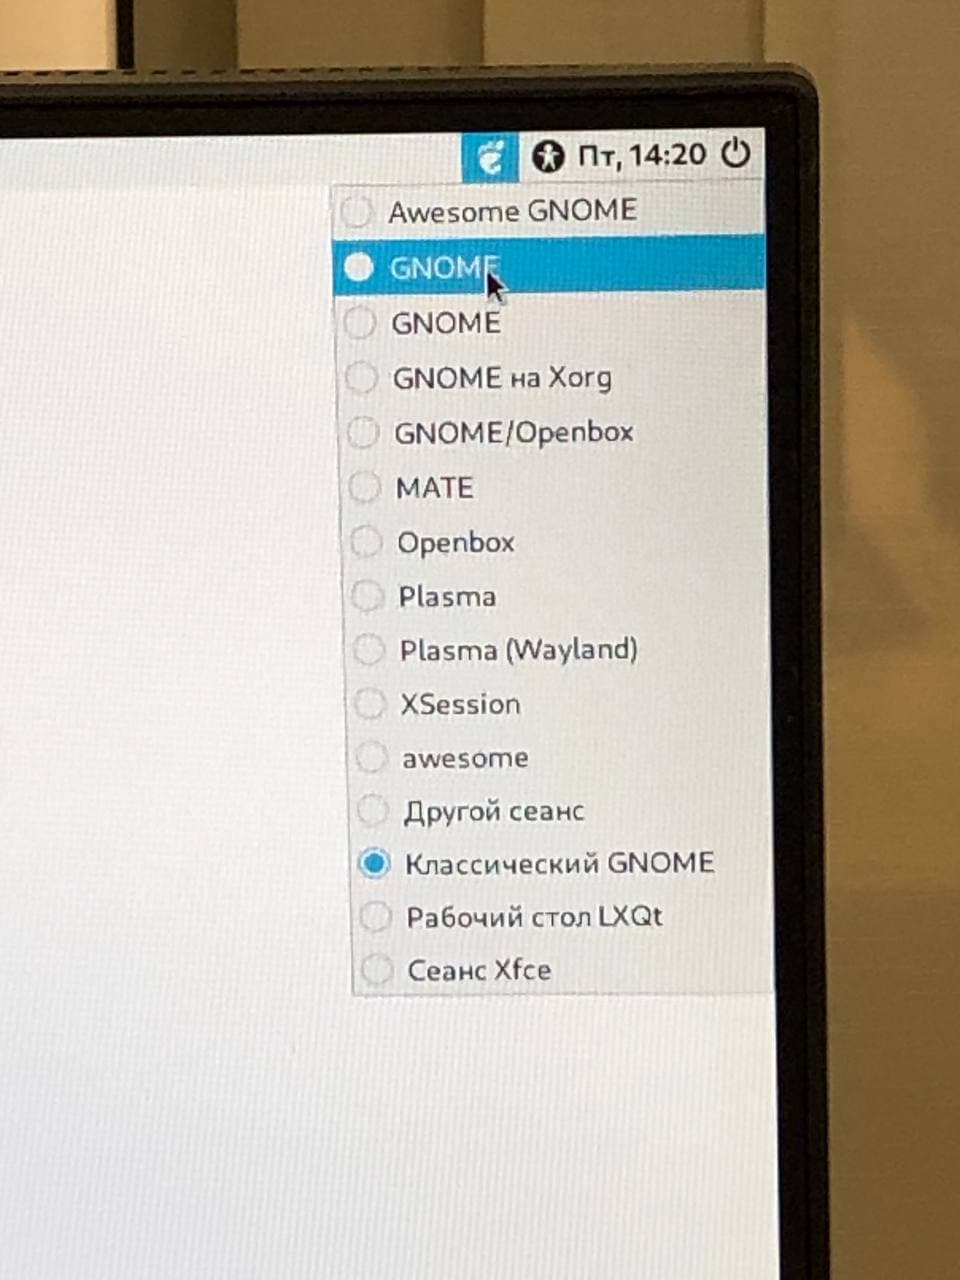 Пт, 14:20
Awesome GNOME
GNOME
GNOME
GNOME на Xorg
GNOME/Openbox
MATE
Openbox
Plasma
Plasma (Wayland)
XSession
awesome
Другой сеанс
Классический GNOME
Рабочий стол LXQt
Сеанс Xfce